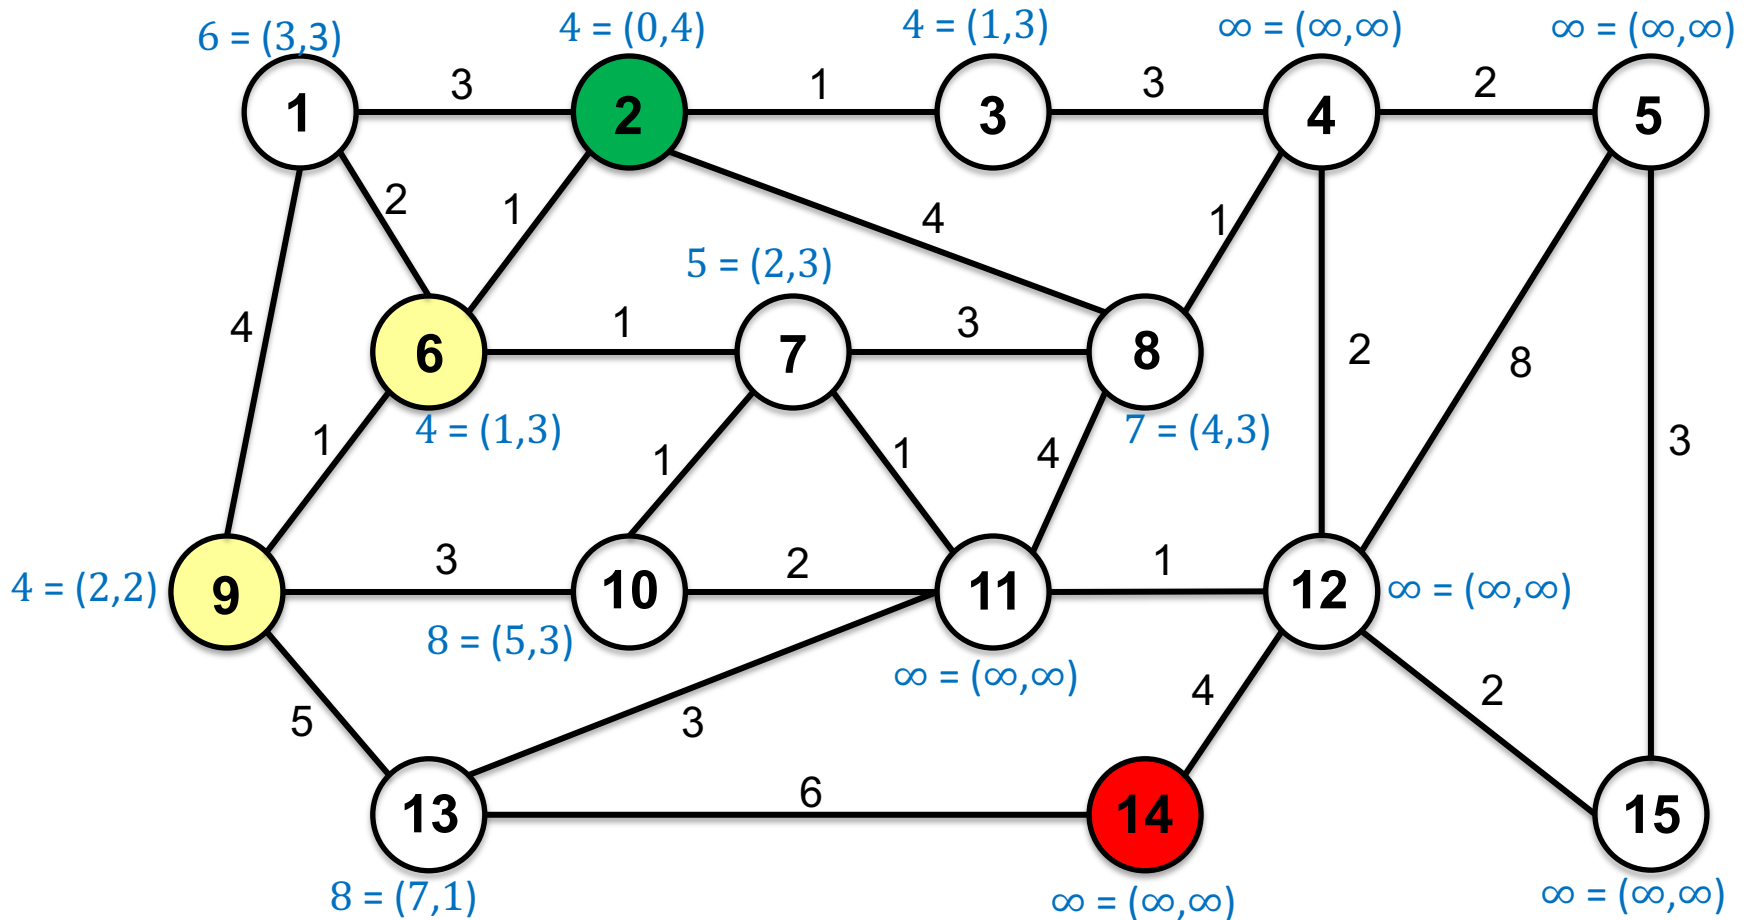 6 = (3,3)
4 = (0,4)
4 = (1,3)
∞ = (∞,∞)
∞ = (∞,∞)
1
3
2
1
3
3
4
2
5
2
1
4
1
5 = (2,3)
4
6
1
7
3
8
2
8
4 = (1,3)
7 = (4,3)
1
1
1
4
3
4 = (2,2)
9
3
10
2
11
1
12
∞ = (∞,∞)
8 = (5,3)
∞ = (∞,∞)
5
3
4
2
13
6
14
15
8 = (7,1)
∞ = (∞,∞)
∞ = (∞,∞)